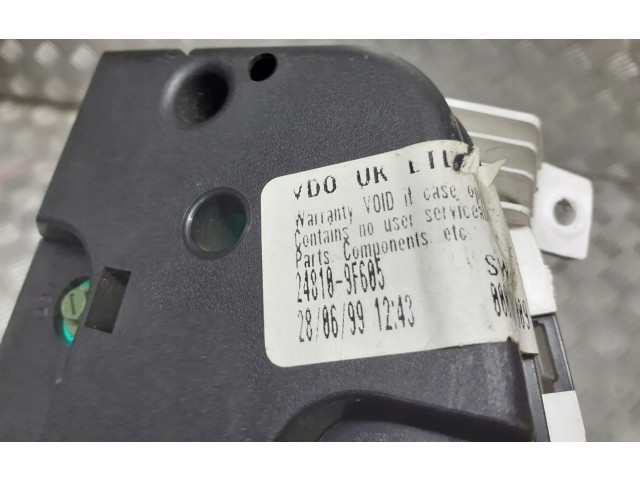 VDO UK LTD
Warranty VOID if case
Contains no user
Parts Components etc.
24810-9F605
28/06/99 12:43